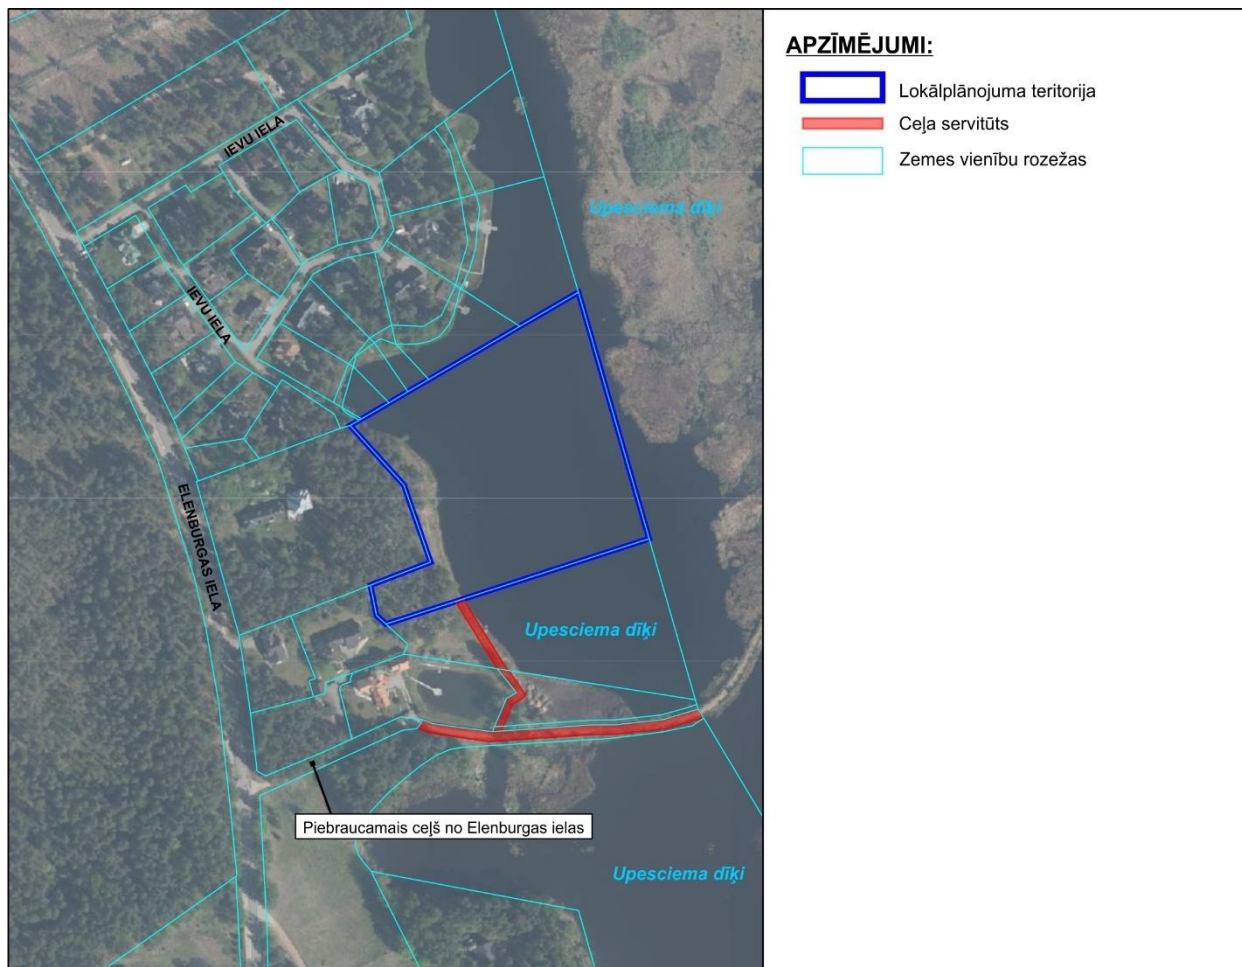 APZĪMĒJUMI:
Lokālplānojuma teritorija
Ceļa servitūts
Zemes vienību rozežas
IEVU IELA
Upesciema dīķi
IEVU IELA
ELENBURGAS IELA
Upesciema dīķi
Piebraucamais ceļš no Elenburgas ielas
Upesciema dīķi